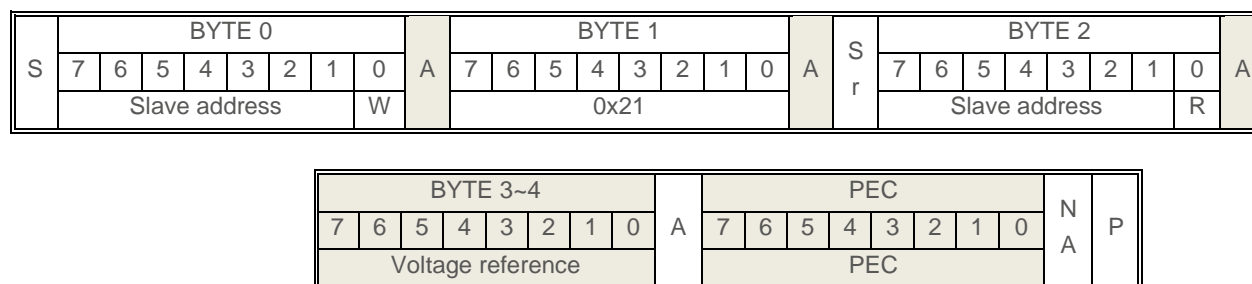 BYTE 0 BYTE 1 BYTE 2
S 7 6 5 4 3 2 1 0 A 7 6 5 4 3 2 1 0 A Sr 7 6 5 4 3 2 1 0 A
Slave address W 0x21 Slave address R
BYTE 3~4 PEC
7 6 5 4 3 2 1 0 A 7 6 5 4 3 2 1 0 NA P
Voltage reference PEC